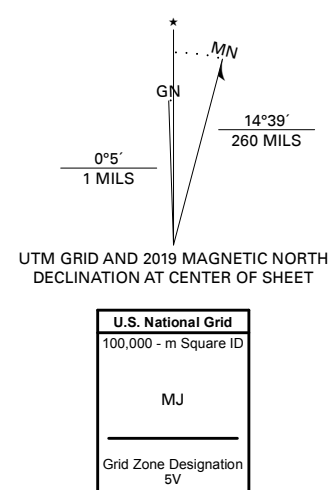 ★
MN
GN
14°39´
260 MILS
0°5´
1 MILS
UTM GRID AND 2019 MAGNETIC NORTH
DECLINATION AT CENTER OF SHEET
U.S. National Grid
100,000 - m Square ID
MJ
Grid Zone Designation
5V